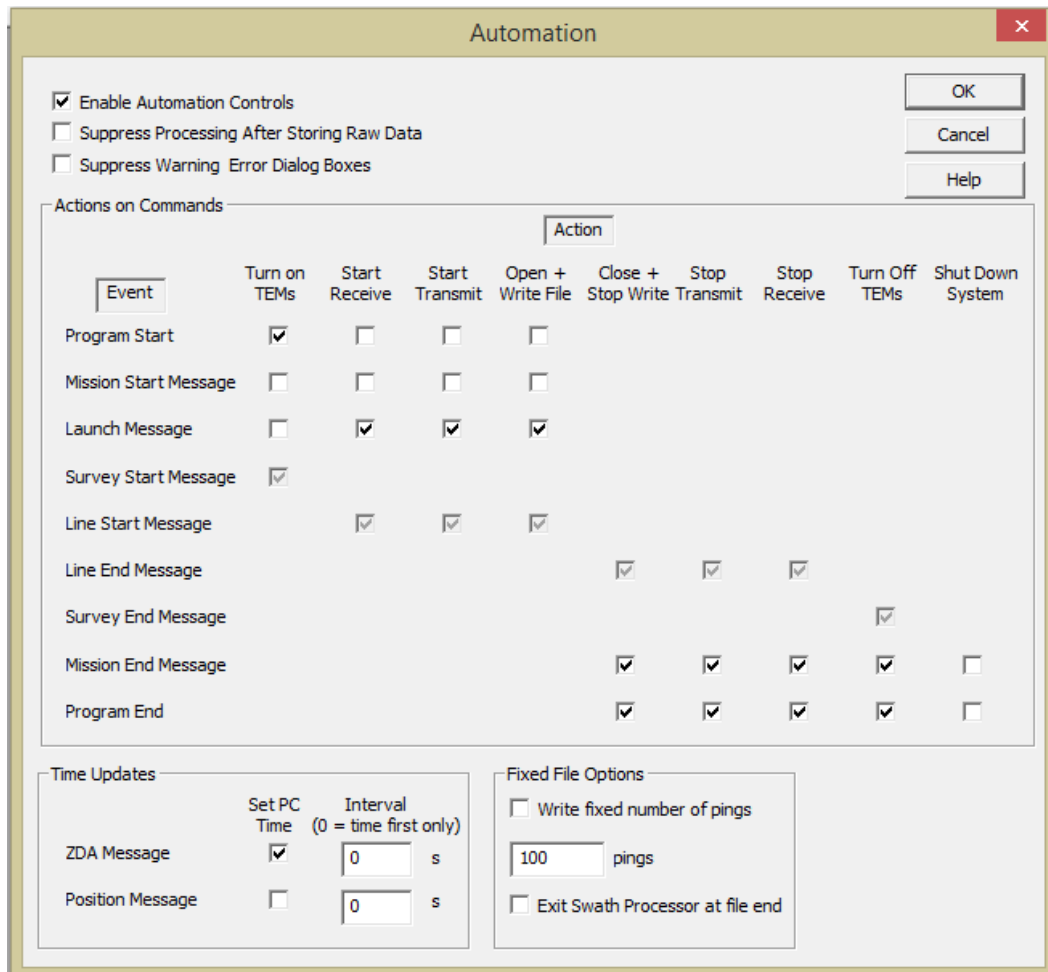 Automation
Enable Automation Controls
OK
Suppress Processing After Storing Raw Data
Cancel
Suppress Warning Error Dialog Boxes
Help
Actions on Commands
Action
Event
Turn on TEMs
Start Receive
Start Transmit
Open + Write File
Close + Stop Write
Stop Transmit
Stop Receive
Turn Off TEMs
Shut Down System
Program Start
Mission Start Message
Launch Message
Survey Start Message
Line Start Message
Line End Message
Survey End Message
Mission End Message
Program End
Time Updates
Set PC Time
Interval
(0 = time first only)
ZDA Message
0 s
Position Message
0 s
Fixed File Options
Write fixed number of pings
100 pings
Exit Swath Processor at file end